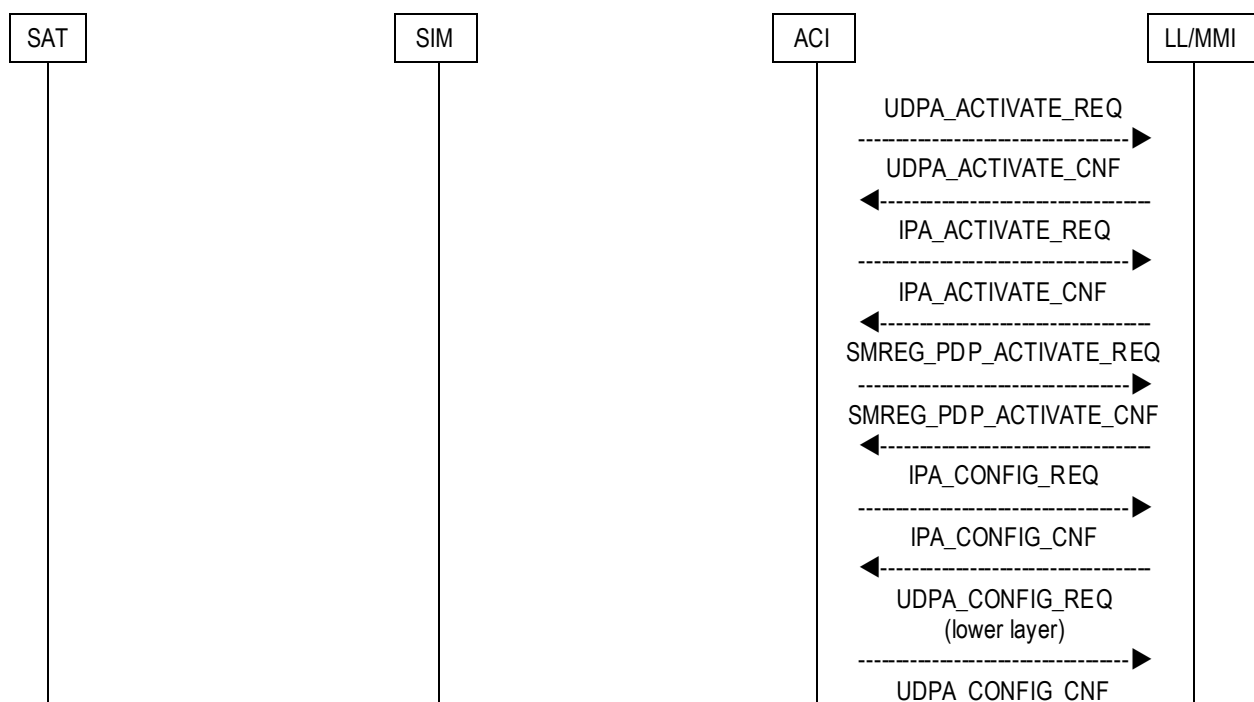 SAT
SIM
ACI
LL/MMI
UDPA_ACTIVATE_REQ
UDPA_ACTIVATE_CNF
IPA_ACTIVATE_REQ
IPA_ACTIVATE_CNF
SMREG_PDP_ACTIVATE_REQ
SMREG_PDP_ACTIVATE_CNF
IPA_CONFIG_REQ
IPA_CONFIG_CNF
UDPA_CONFIG_REQ
(lower layer)
UDPA_CONFIG_CNF